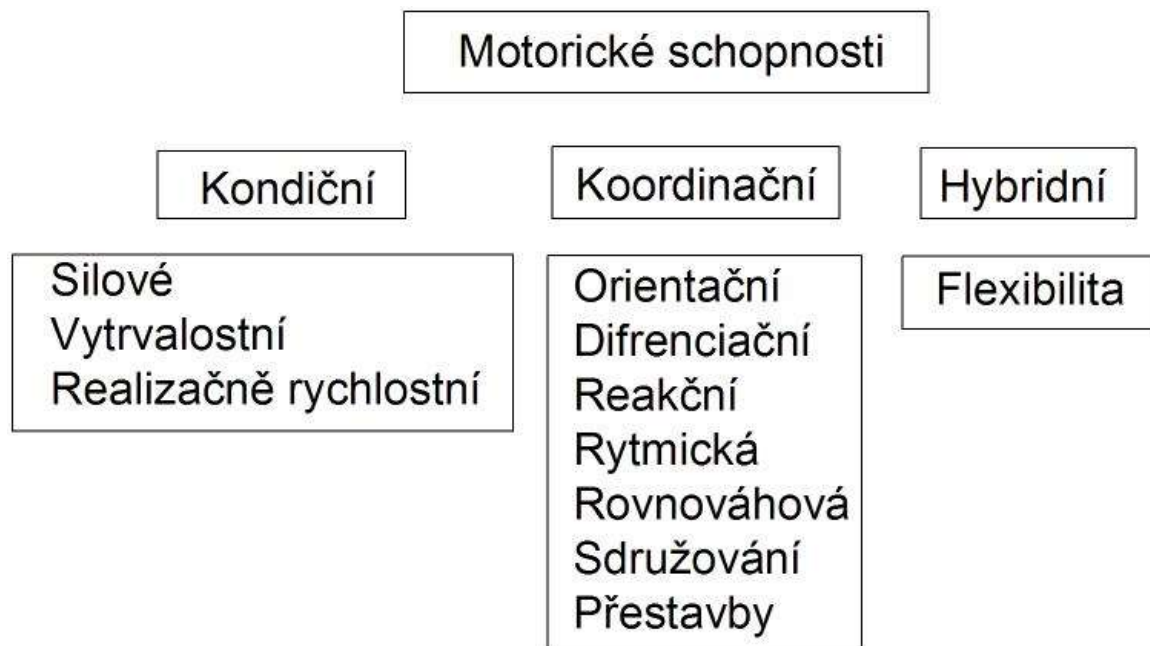 Motorické schopnosti
Kondiční
Koordinační
Hybridní
Silové
Vytrvalostní
Realizačně rychlostní
Orientační
Difrenciační
Reakční
Rytmická
Rovnováhová
Sdružování
Přestavby
Flexibilita